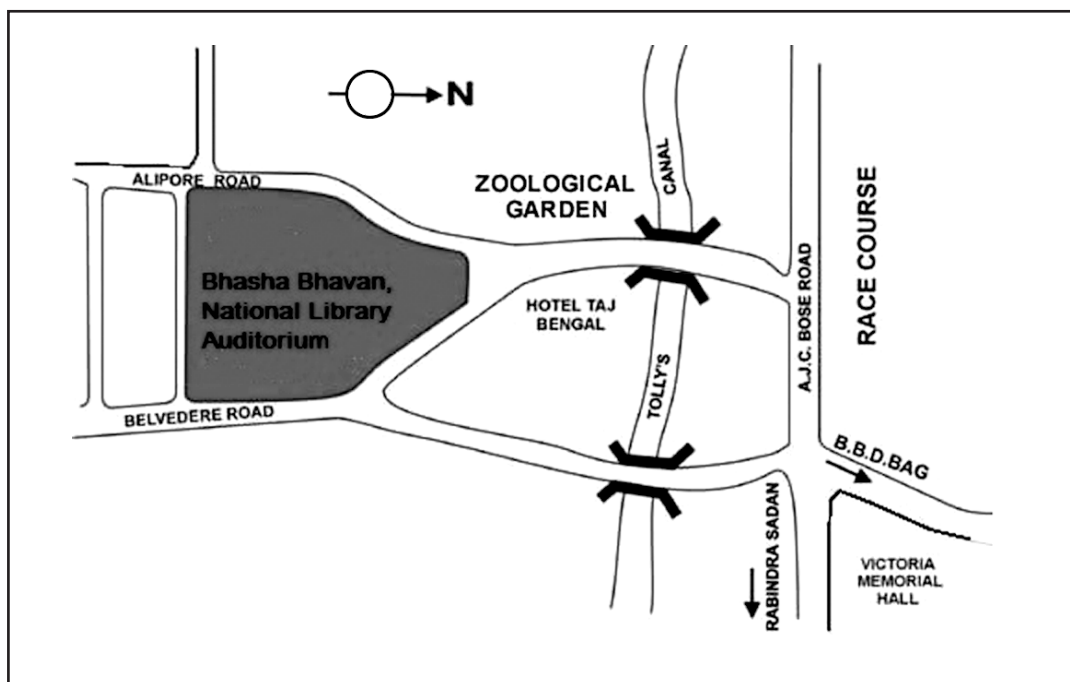 N
ALIPORE ROAD
ZOOLOGICAL
GARDEN
CANAL
Bhasha Bhavan,
National Library
Auditorium
HOTEL TAJ
BENGAL
A.J.C. BOSE ROAD
RACE COURSE
TOLLY'S
BELVEDERE ROAD
B.B.D.BAG
RABINDRA SADAN
VICTORIA
MEMORIAL
HALL